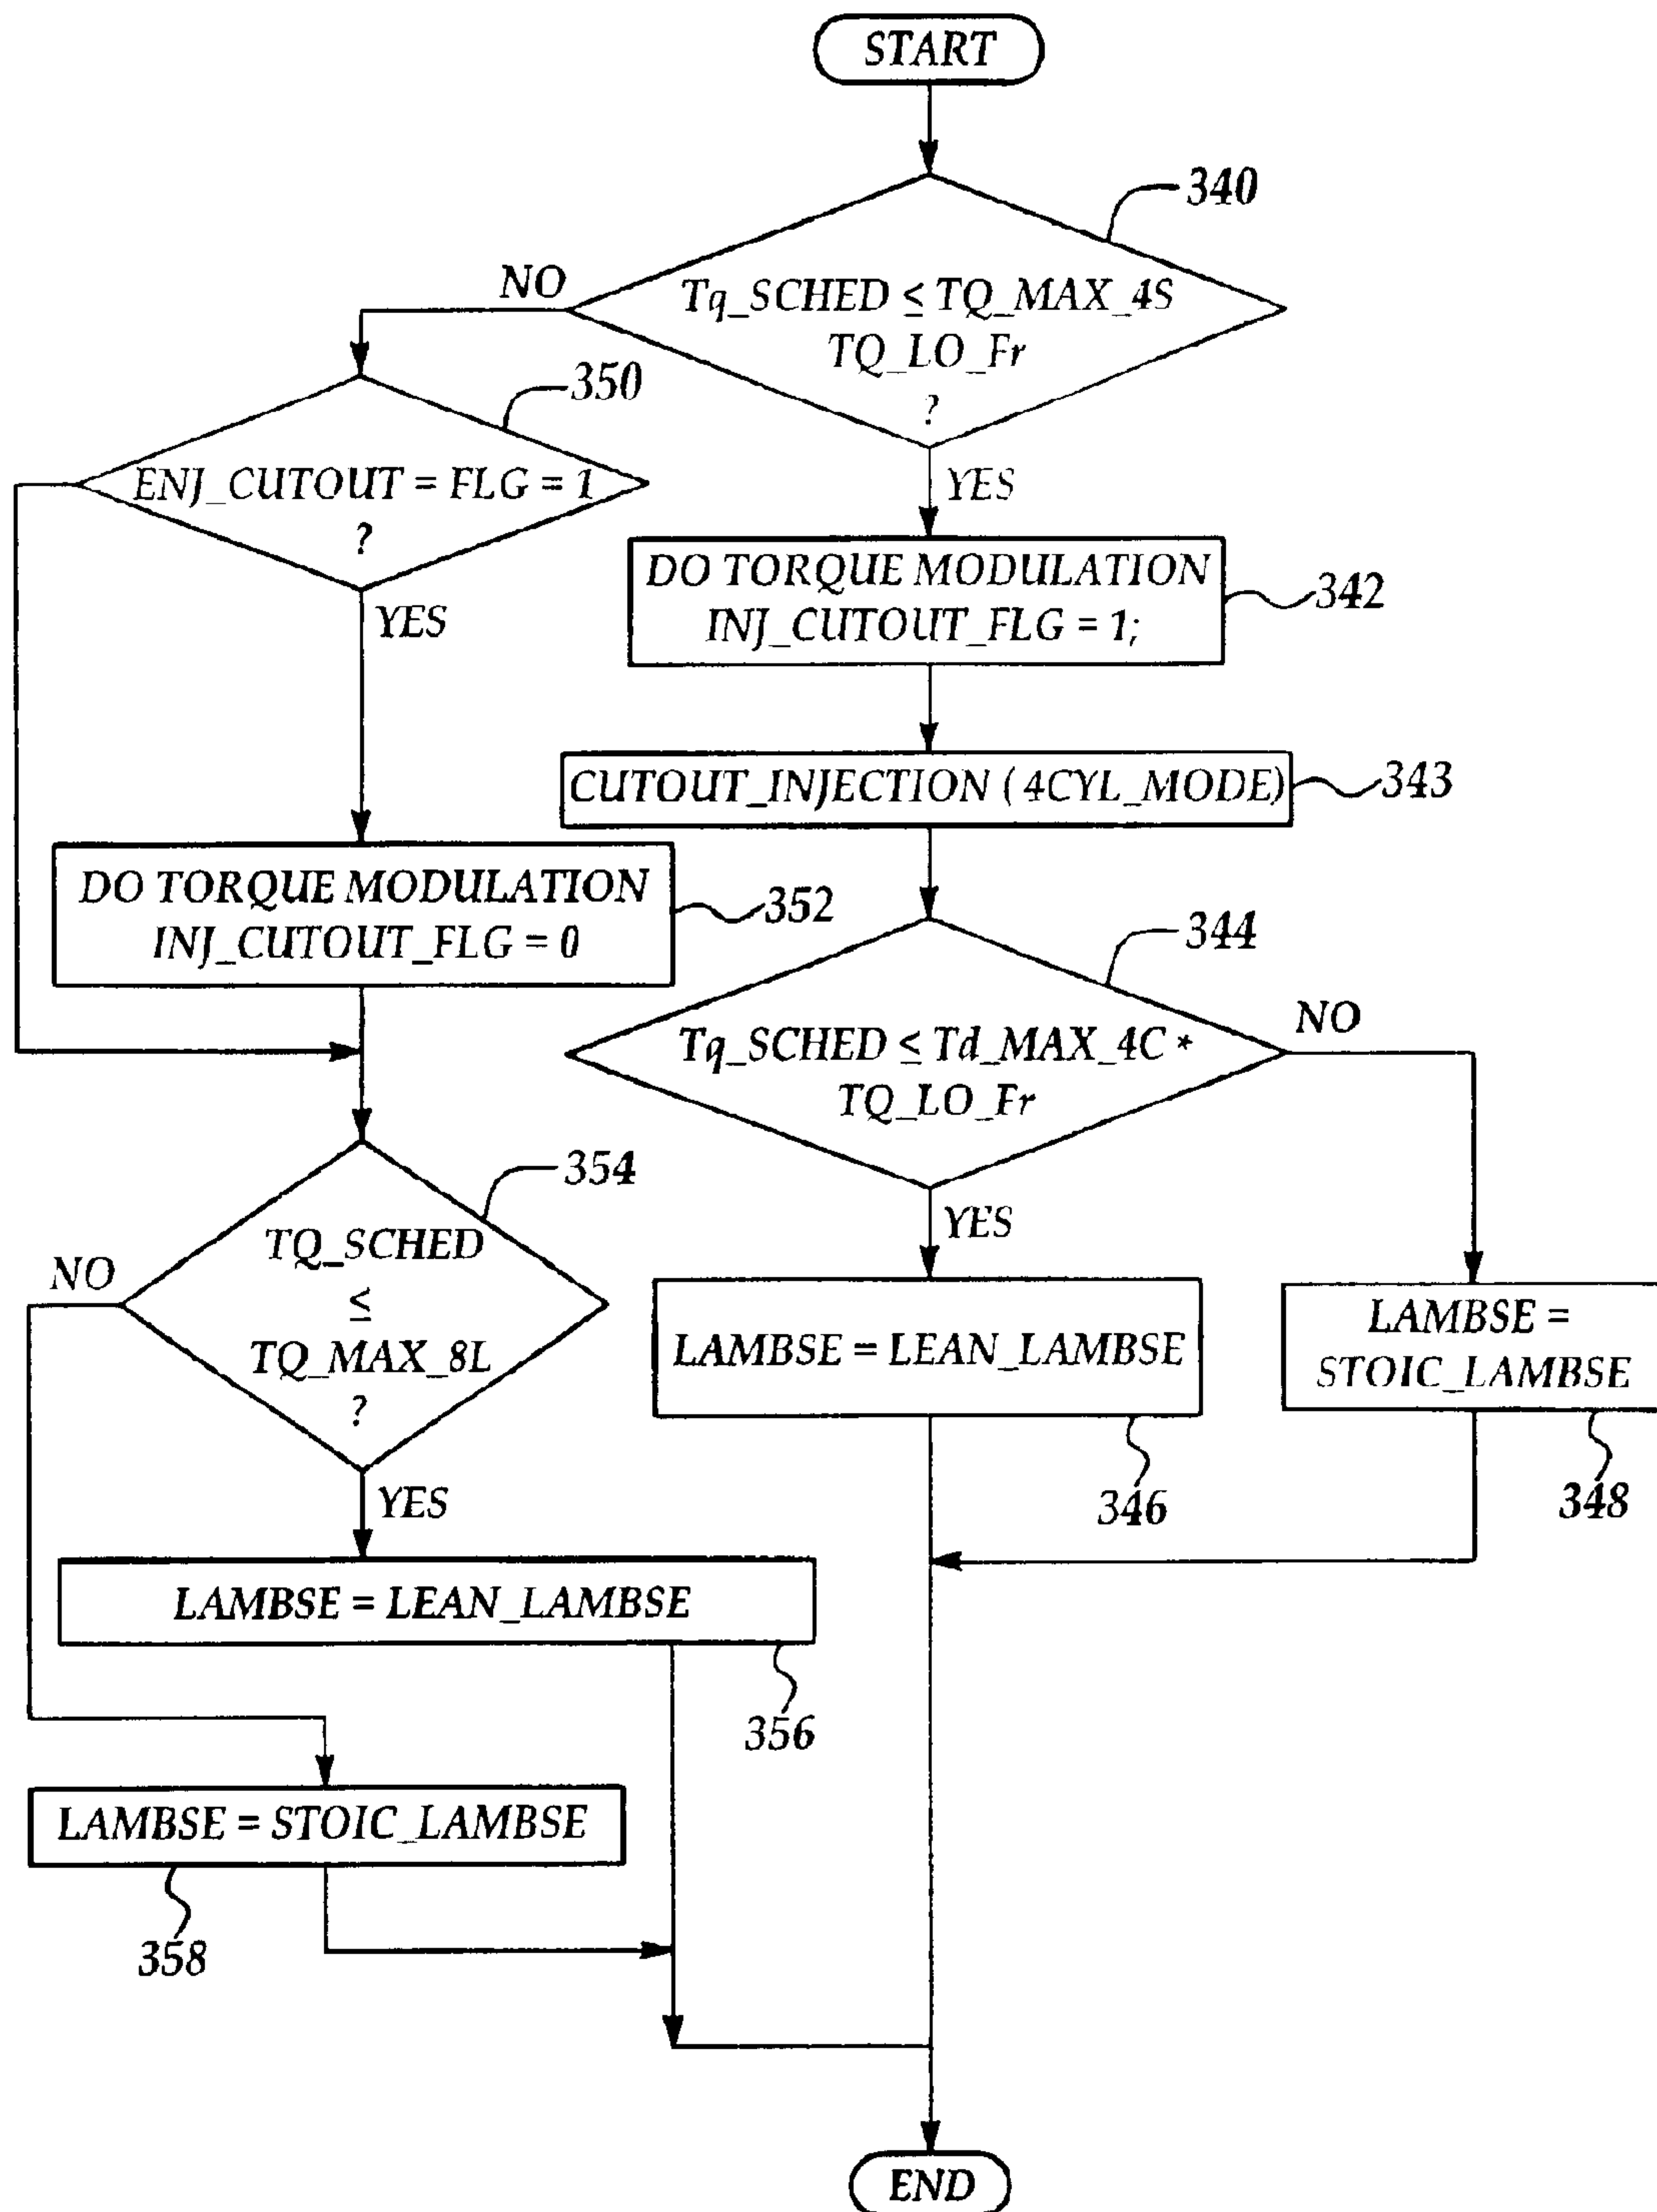 START
340
Tq_SCHED ≤ TQ_MAX_4S
TQ_LO_Fr
?
NO
YES
350
ENJ_CUTOUT = FLG = 1
?
YES
DO TORQUE MODULATION
INJ_CUTOUT_FLG = 1;
342
CUTOUT_INJECTION ( 4CYL_MODE)
343
DO TORQUE MODULATION
INJ_CUTOUT_FLG = 0
352
344
Tq_SCHED ≤ Td_MAX_4C *
TQ_LO_Fr
NO
YES
354
TQ_SCHED
≤
TQ_MAX_8L
?
NO
YES
LAMBSE = LEAN_LAMBSE
346
LAMBSE =
STOIC_LAMBSE
348
LAMBSE = LEAN_LAMBSE
356
LAMBSE = STOIC_LAMBSE
358
END